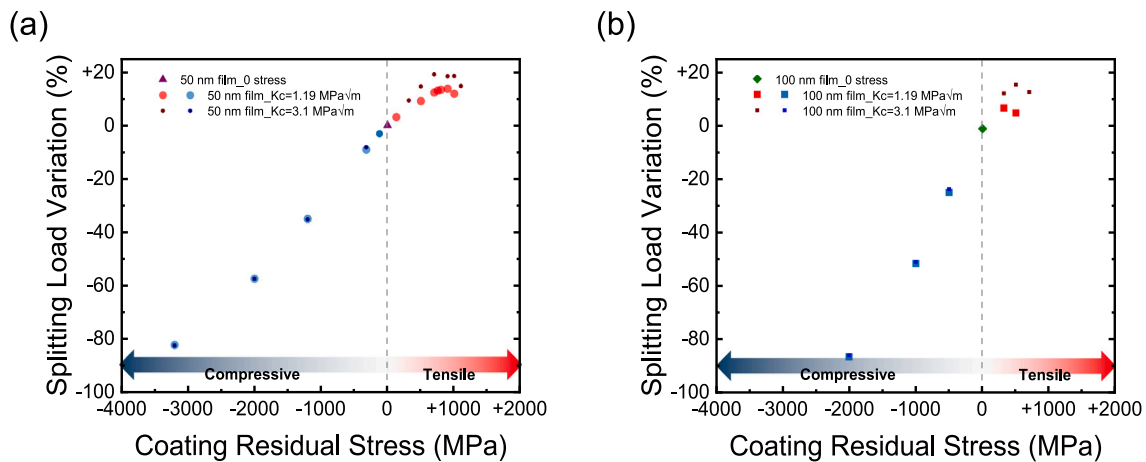 (a)
Splitting Load Variation (%)
+20
0
-20
-40
-60
-80
-100
50 nm film_0 stress
50 nm film_Kc=1.19 MPa√m
50 nm film_Kc=3.1 MPa√m
Compressive
Tensile
-4000
-3000
-2000
-1000
0
+1000
+2000
Coating Residual Stress (MPa)
(b)
Splitting Load Variation (%)
+20
0
-20
-40
-60
-80
-100
100 nm film_0 stress
100 nm film_Kc=1.19 MPa√m
100 nm film_Kc=3.1 MPa√m
Compressive
Tensile
-4000
-3000
-2000
-1000
0
+1000
+2000
Coating Residual Stress (MPa)